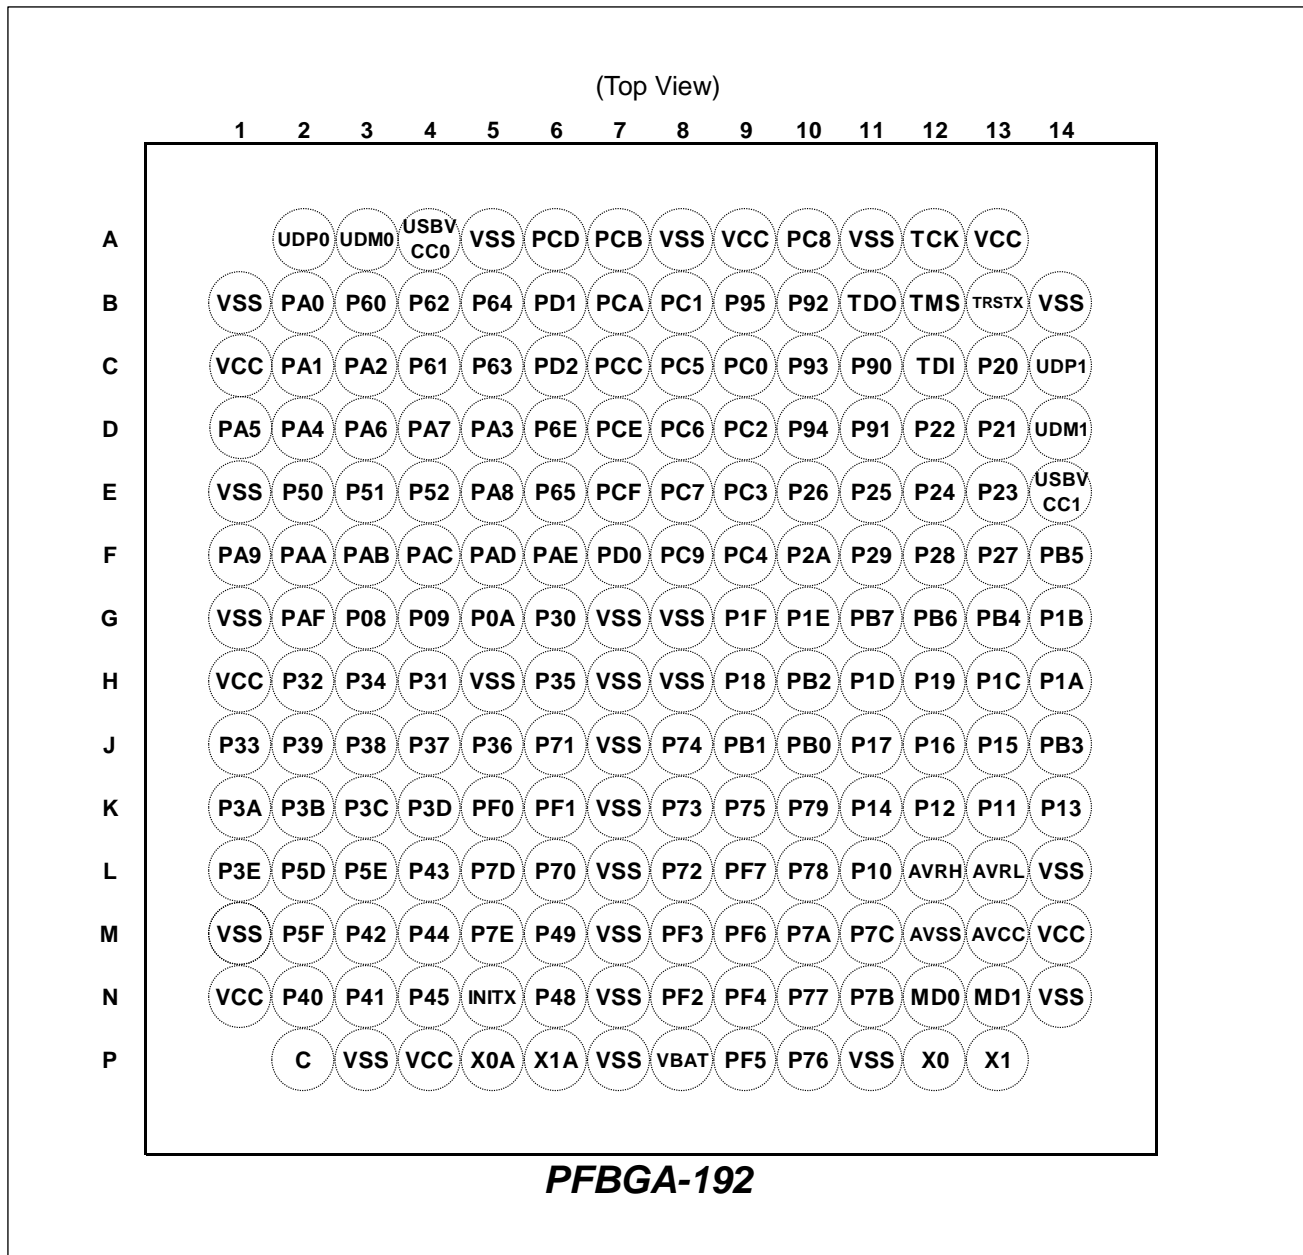 (Top View)
1 2 3 4 5 6 7 8 9 10 11 12 13 14
A UDP0 UDM0 USBV CC0 VSS PCD PCB VSS VCC PC8 VSS TCK VCC
B VSS PA0 P60 P62 P64 PD1 PCA PC1 P95 P92 TDO TMS TRSTX VSS
C VCC PA1 PA2 P61 P63 PD2 PCC PC5 PC0 P93 P90 TDI P20 UDP1
D PA5 PA4 PA6 PA7 PA3 P6E PCE PC6 PC2 P94 P91 P22 P21 UDM1
E VSS P50 P51 P52 PA8 P65 PCF PC7 PC3 P26 P25 P24 P23 USBV CC1
F PA9 PAA PAB PAC PAD PAE PD0 PC9 PC4 P2A P29 P28 P27 PB5
G VSS PAF P08 P09 P0A P30 VSS VSS P1F P1E PB7 PB6 PB4 P1B
H VCC P32 P34 P31 VSS P35 VSS VSS P18 PB2 P1D P19 P1C P1A
J P33 P39 P38 P37 P36 P71 VSS P74 PB1 PB0 P17 P16 P15 PB3
K P3A P3B P3C P3D PF0 PF1 VSS P73 P75 P79 P14 P12 P11 P13
L P3E P5D P5E P43 P7D P70 VSS P72 PF7 P78 P10 AVRH AVRL VSS
M VSS P5F P42 P44 P7E P49 VSS PF3 PF6 P7A P7C AVSS AVCC VCC
N VCC P40 P41 P45 INITX P48 VSS PF2 PF4 P77 P7B MD0 MD1 VSS
P C VSS VCC X0A X1A VSS VBAT PF5 P76 VSS X0 X1
PFBGA-192